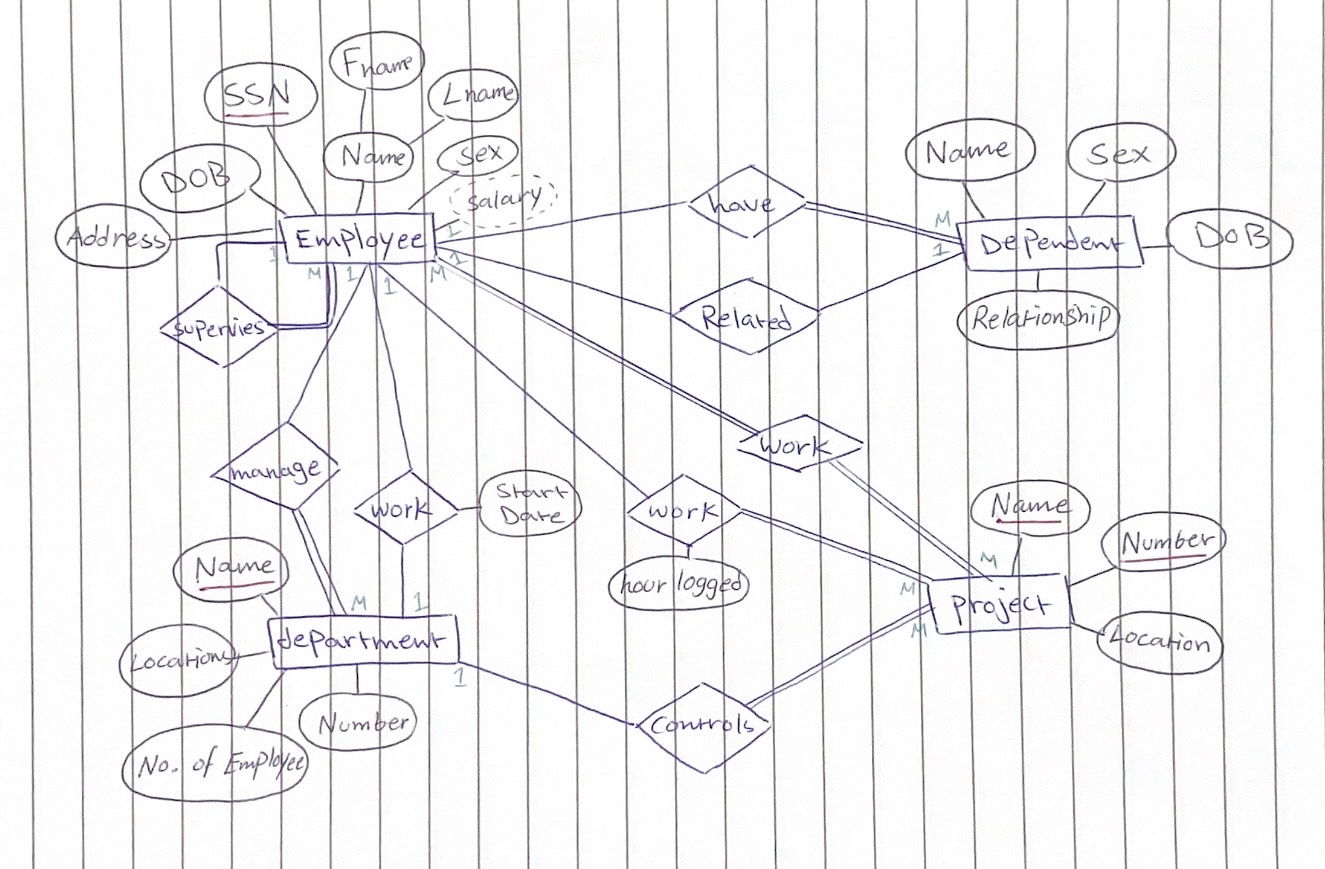 Fname
SSN
Lname
Name
Sex
DOB
Salary
Address
Employee
1
1
M
1
1
M
1
supervies
have
M
1
Dependent
Name
Sex
DoB
Relationship
Related
manage
work
Start
Date
work
work
hour logged
M
1
Name
Locations
department
1
No. of Employee
Number
Controls
M
M
M
Project
Name
Number
Location